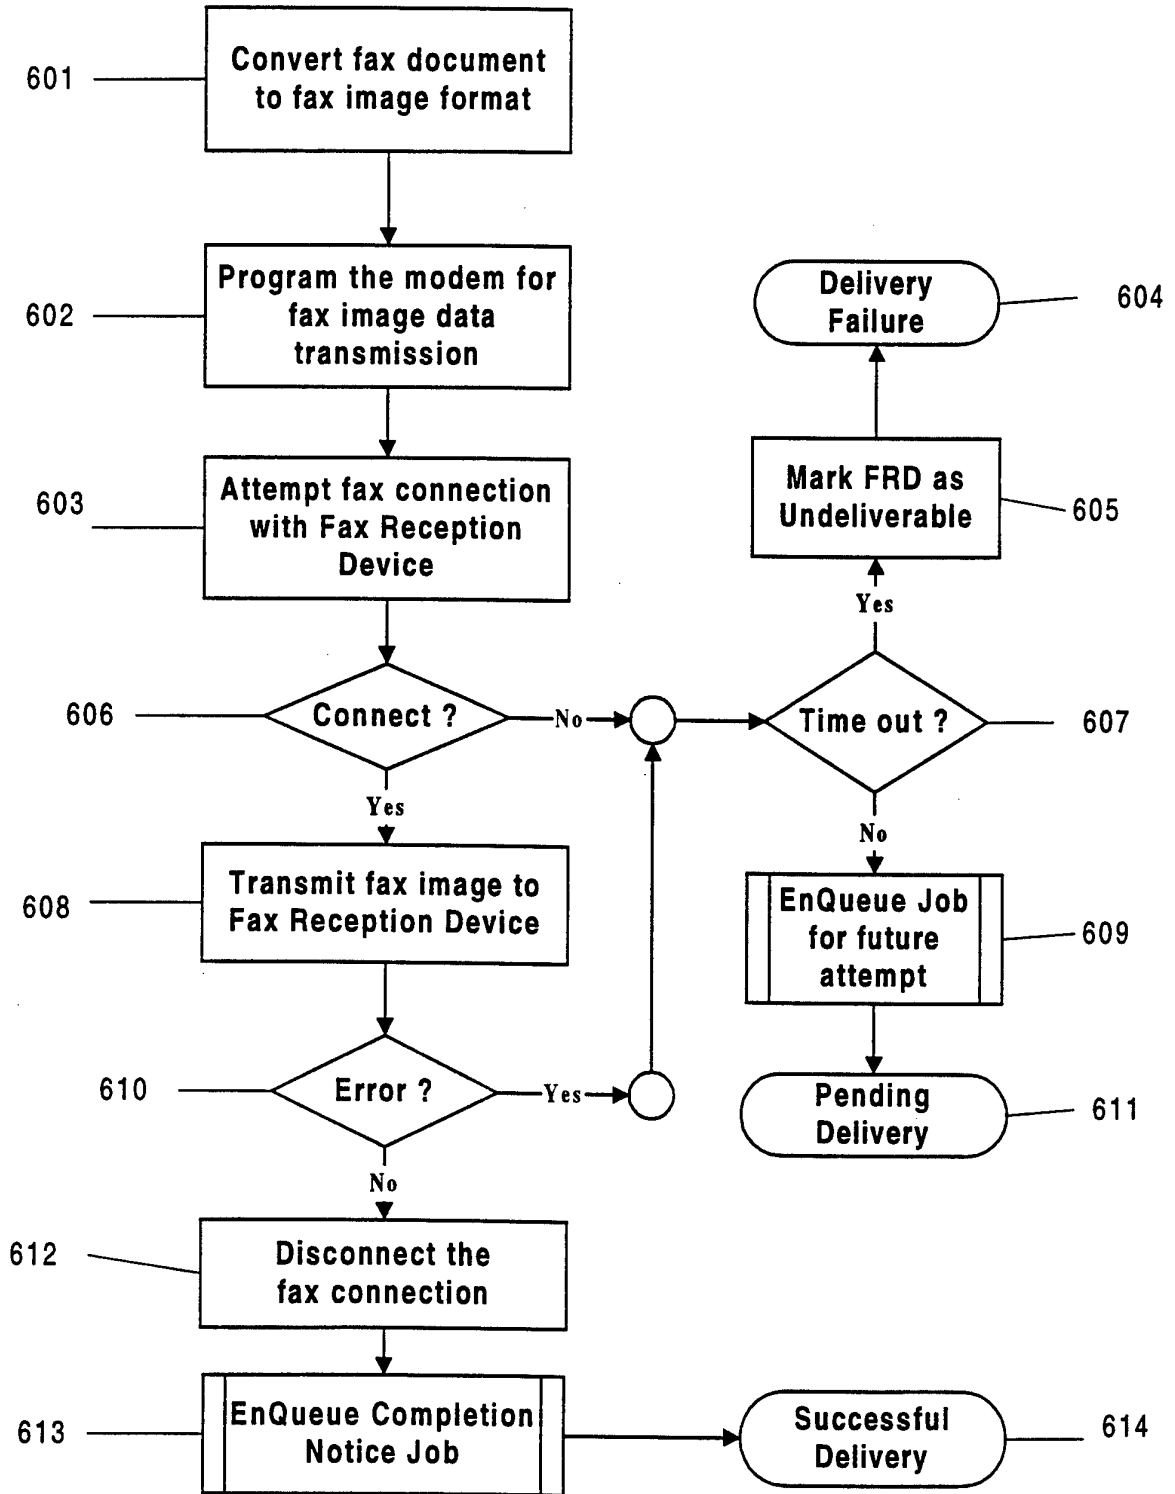 601
Convert fax document
to fax image format
602
Program the modem for
fax image data
transmission
Delivery
Failure
604
603
Attempt fax connection
with Fax Reception
Device
Mark FRD as
Undeliverable
605
Yes
606
Connect ?
No
Time out ?
607
Yes
No
608
Transmit fax image to
Fax Reception Device
EnQueue Job
for future
attempt
609
610
Error ?
Yes
Pending
Delivery
611
No
612
Disconnect the
fax connection
613
EnQueue Completion
Notice Job
Successful
Delivery
614